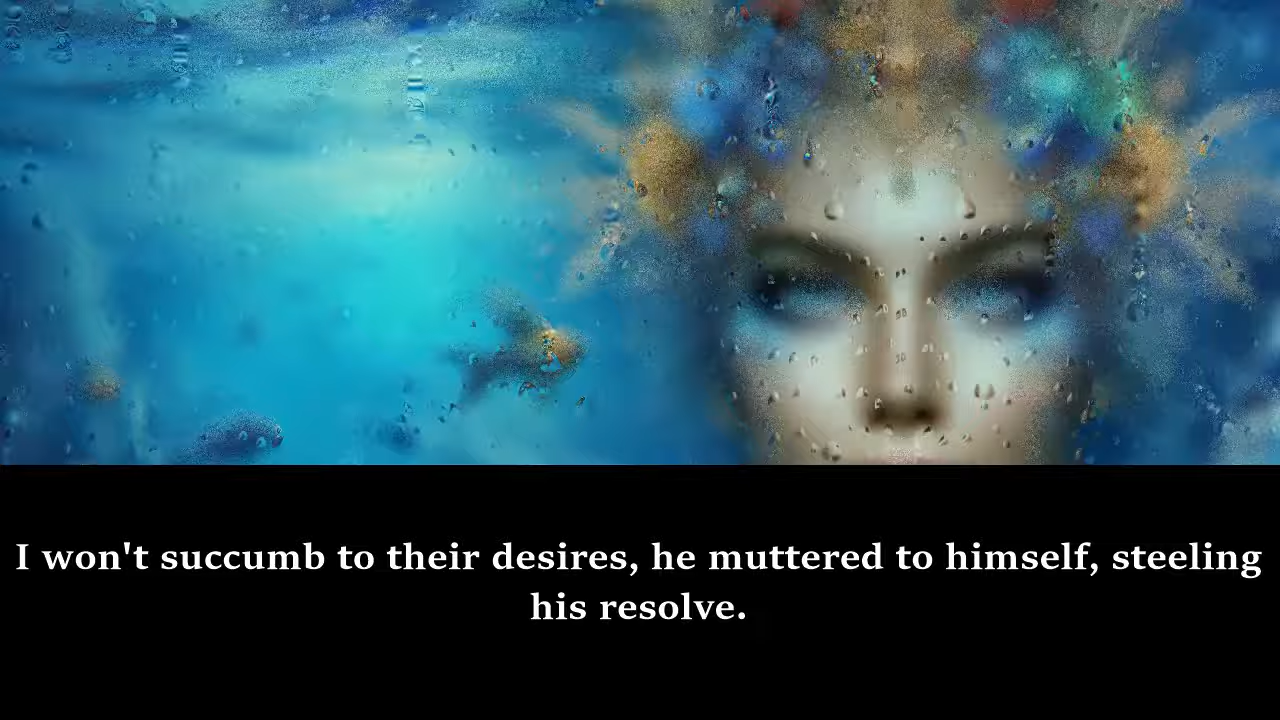 I won't succumb to their desires, he muttered to himself, steeling
his resolve.